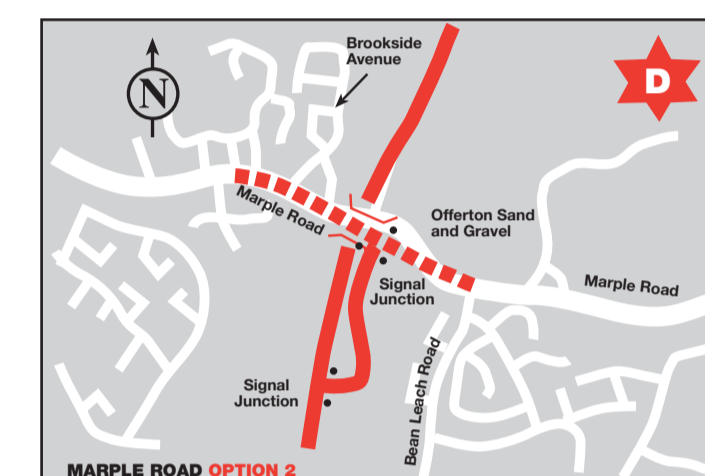 Brookside
Avenue
N
D
Marple Road
Offerton Sand
and Gravel
Signal
Junction
Marple Road
Bean Leach Road
Signal
Junction
MARPLE ROAD OPTION 2